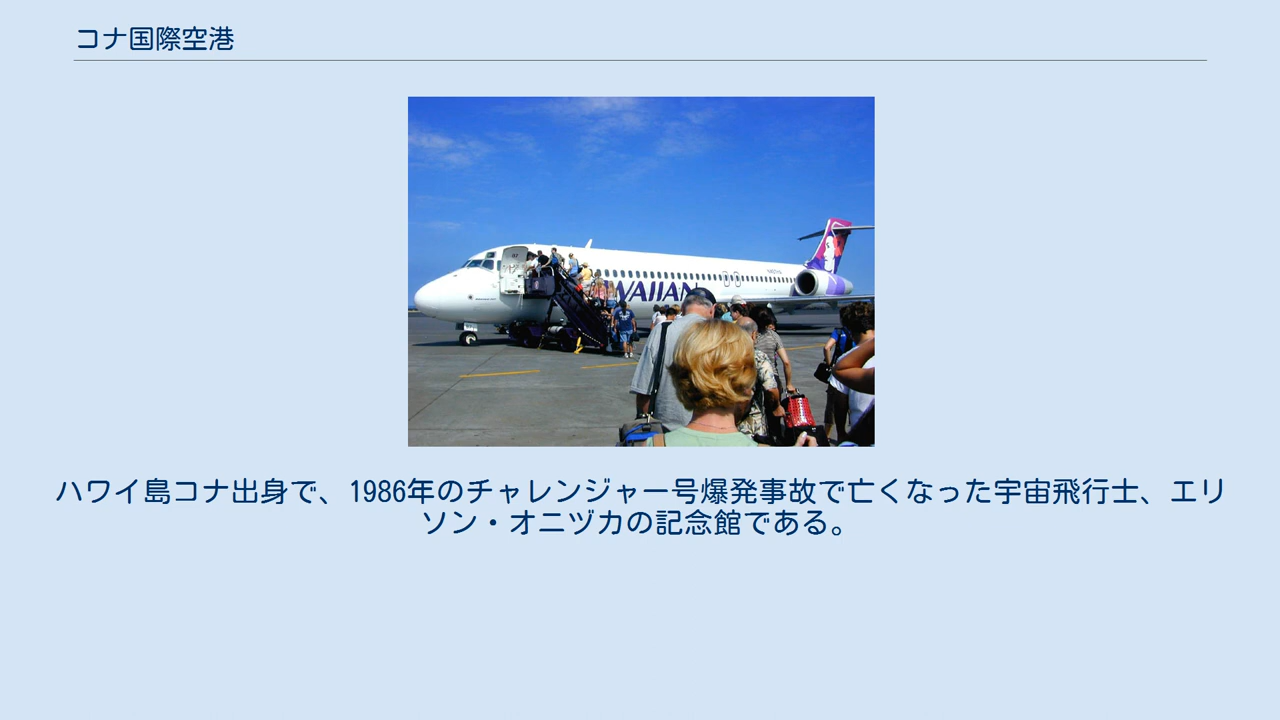 コナ国際空港
WAIIAN
ハワイ島コナ出身で、1986年のチャレンジャー号爆発事故で亡くなった宇宙飛行士、エリ
ソン・オニヅカの記念館である。